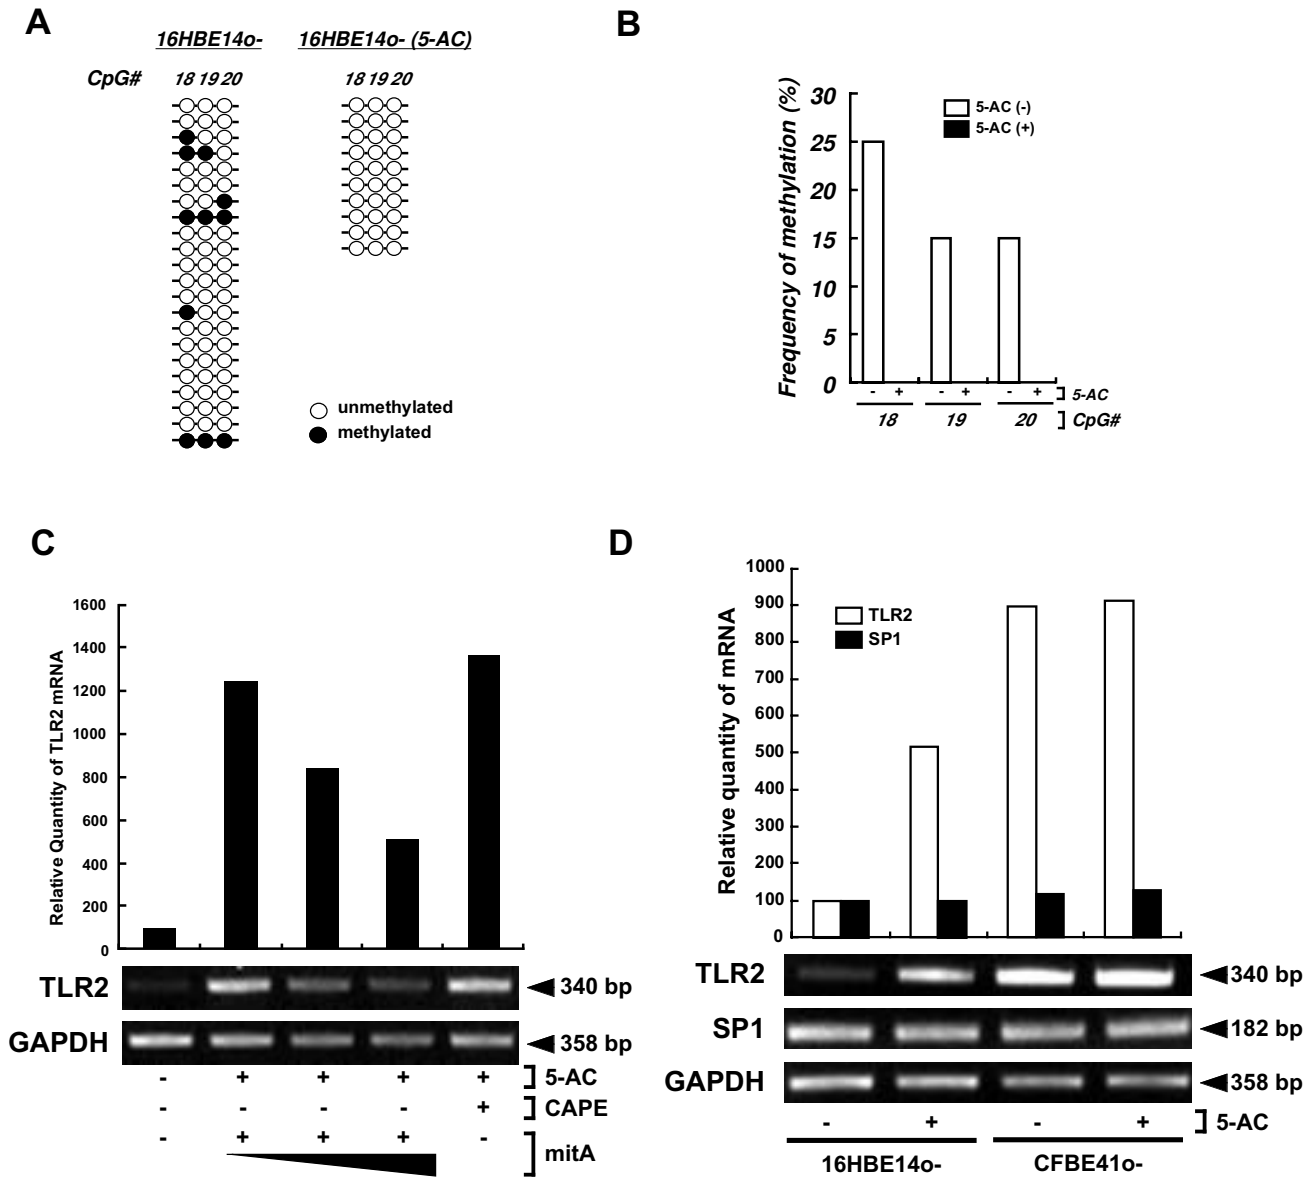 A
16HBE14o-
16HBE14o- (5-AC)
CpG#
18 19 20
18 19 20
unmethylated
methylated
B
Frequency of methylation (%)
30
25
20
15
10
5
0
5-AC (-)
5-AC (+)
- + - + - + 5-AC
18 19 20 CpG#
C
Relative Quantity of TLR2 mRNA
1600
1400
1200
1000
800
600
400
200
0
TLR2
340 bp
GAPDH
358 bp
- + + + + 5-AC
- - - - + CAPE
- + + + - mitA
D
Relative quantity of mRNA
1000
900
800
700
600
500
400
300
200
100
0
TLR2
SP1
TLR2
340 bp
SP1
182 bp
GAPDH
358 bp
- + - + 5-AC
16HBE14o- CFBE41o-